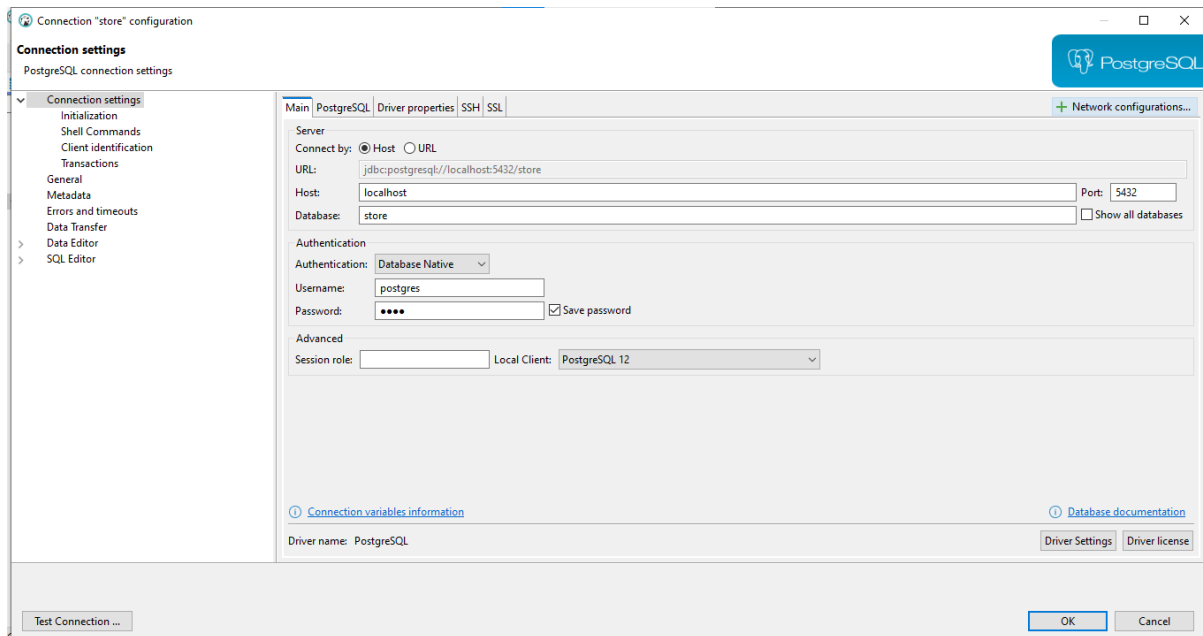 Connection "store" configuration
Connection settings
PostgreSQL connection settings
PostgreSQL
Connection settings
Initialization
Shell Commands
Client identification
Transactions
General
Metadata
Errors and timeouts
Data Transfer
Data Editor
SQL Editor
Main PostgreSQL Driver properties SSH SSL
Network configurations...
Server
Connect by: Host URL
URL: jdbc:postgresql://localhost:5432/store
Host: localhost Port: 5432
Database: store Show all databases
Authentication
Authentication: Database Native
Username: postgres
Password: •••• Save password
Advanced
Session role: Local Client: PostgreSQL 12
Connection variables information Database documentation
Driver name: PostgreSQL Driver Settings Driver license
Test Connection ... OK Cancel